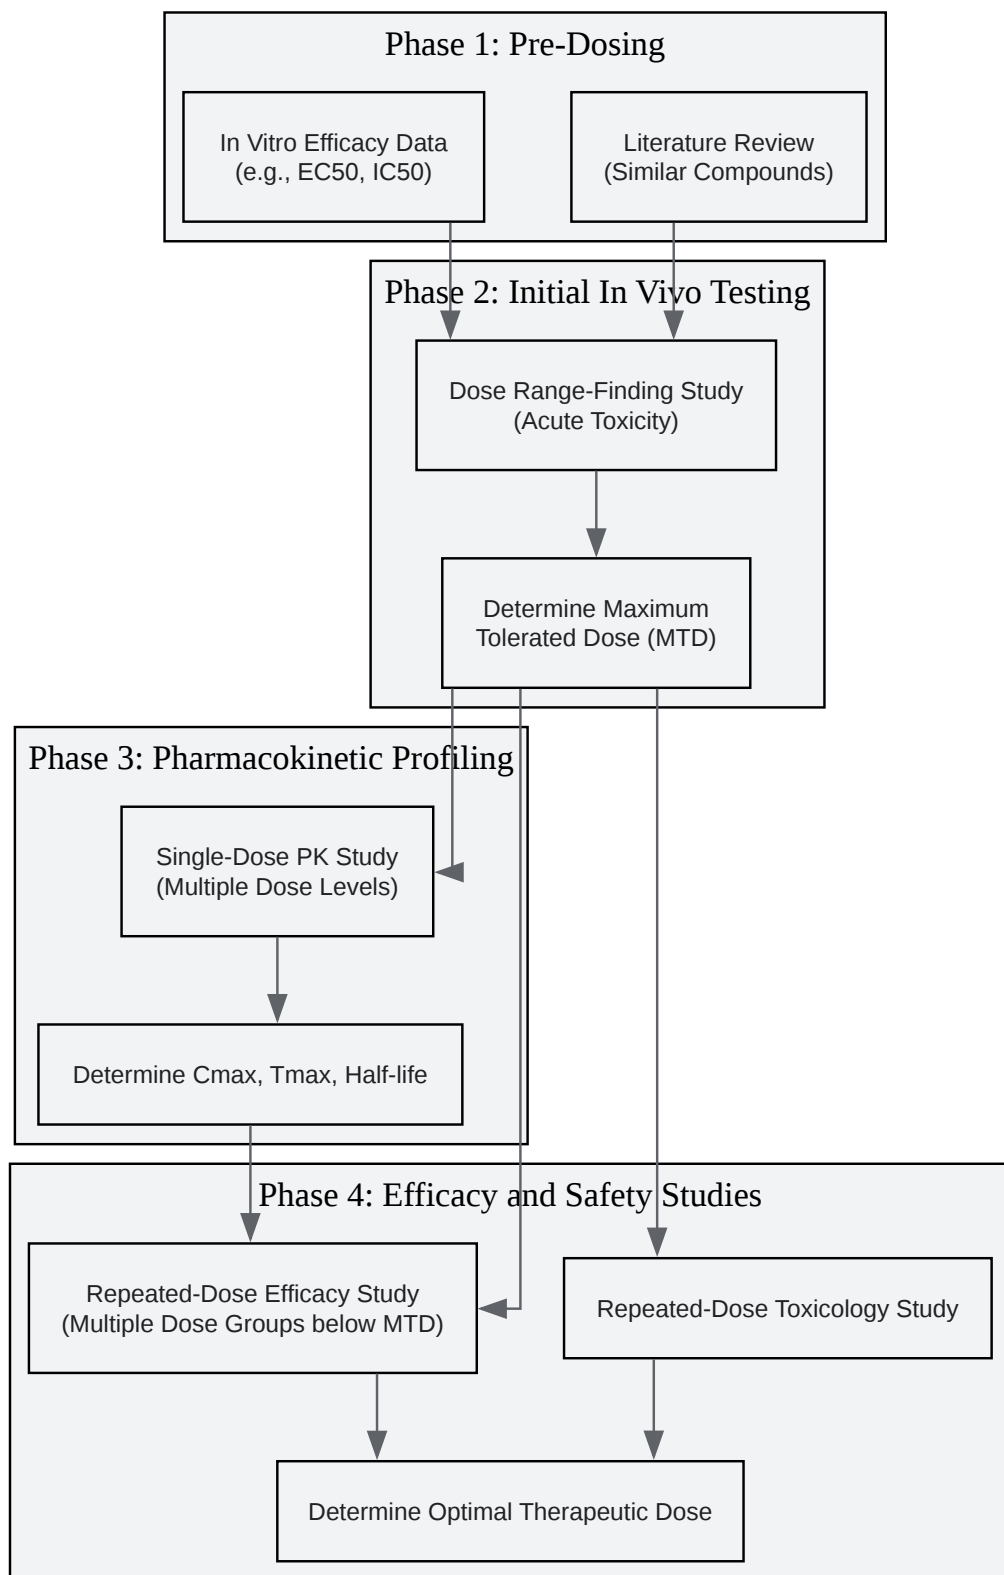 Phase 1: Pre-Dosing
In Vitro Efficacy Data
(e.g., EC50, IC50)
Literature Review
(Similar Compounds)
Phase 2: Initial In Vivo Testing
Dose Range-Finding Study
(Acute Toxicity)
Determine Maximum
Tolerated Dose (MTD)
Phase 3: Pharmacokinetic Profiling
Single-Dose PK Study
(Multiple Dose Levels)
Determine Cmax, Tmax, Half-life
Phase 4: Efficacy and Safety Studies
Repeated-Dose Efficacy Study
(Multiple Dose Groups below MTD)
Repeated-Dose Toxicology Study
Determine Optimal Therapeutic Dose